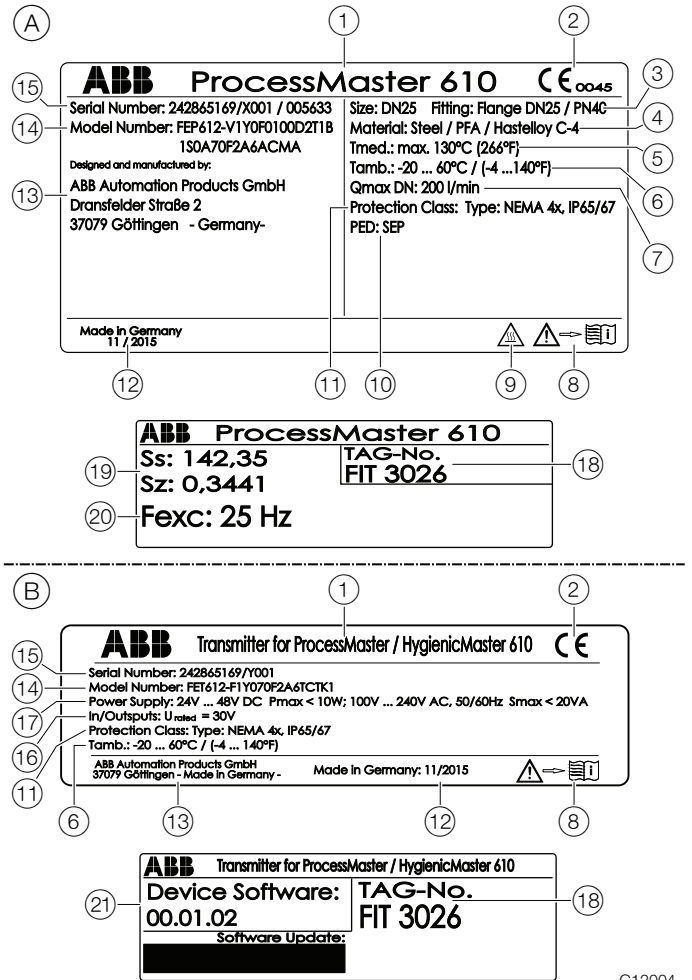 A
1
2
ABB ProcessMaster 610 CE 0045
3
15
Serial Number: 242865169/X001 / 005633
Size: DN25 Fitting: Flange DN25 / PN40
14
Model Number: FEP612-V1Y0F0100D2T1B
1S0A70F2A6ACMA
Material: Steel / PFA / Hastelloy C-4
4
Tmed.: max. 130°C (266°F)
5
Designed and manufactured by:
Tamb.: -20 ... 60°C / (-4 ...140°F)
6
13
ABB Automation Products GmbH
Dransfelder Straße 2
37079 Göttingen - Germany-
Qmax DN: 200 l/min
7
Protection Class: Type: NEMA 4x, IP65/67
PED: SEP
Made in Germany
11 / 2015
i
12
11
10
9
8
ABB ProcessMaster 610
19
Ss: 142,35
Sz: 0,3441
TAG-No.
FIT 3026
18
20
Fexc: 25 Hz
B
1
2
ABB Transmitter for ProcessMaster / HygienicMaster 610 CE
15
Serial Number: 242865169/Y001
14
Model Number: FET612-F1Y070F2A6TCTK1
17
Power Supply: 24V ... 48V DC Pmax < 10W; 100V ... 240V AC, 50/60Hz Smax < 20VA
16
In/Outsputs: U rated = 30V
11
Protection Class: Type: NEMA 4x, IP65/67
6
Tamb.: -20 ... 60°C / (-4 ... 140°F)
ABB Automation Products GmbH
37079 Göttingen - Made in Germany -
Made in Germany: 11/2015
i
13
12
8
ABB Transmitter for ProcessMaster / HygienicMaster 610
21
Device Software:
00.01.02
TAG-No.
FIT 3026
18
Software Update: